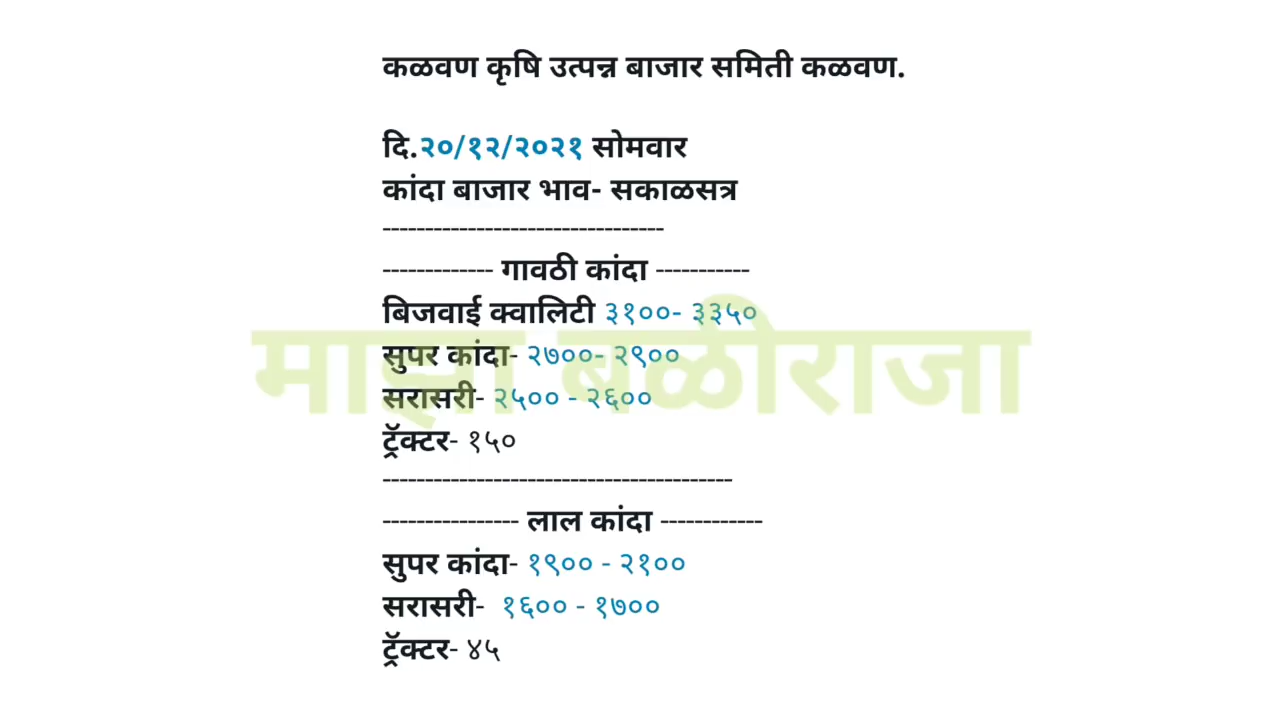 कळवण कृषि उत्पन्न बाजार समिती कळवण.
दि.२०/१२/२०२१ सोमवार
कांदा बाजार भाव- सकाळसत्र
---------------------------------
------------- गावठी कांदा -----------
बिजवाई क्वालिटी ३१००- ३३५०
सुपर कांदा- २७००- २९००
सरासरी- २५०० - २६००
माझा बळीराजा
ट्रॅक्टर- १५०
-----------------------------------------
---------------- लाल कांदा ------------
सुपर कांदा- १९०० - २१००
सरासरी-  १६०० - १७००
ट्रॅक्टर- ४५